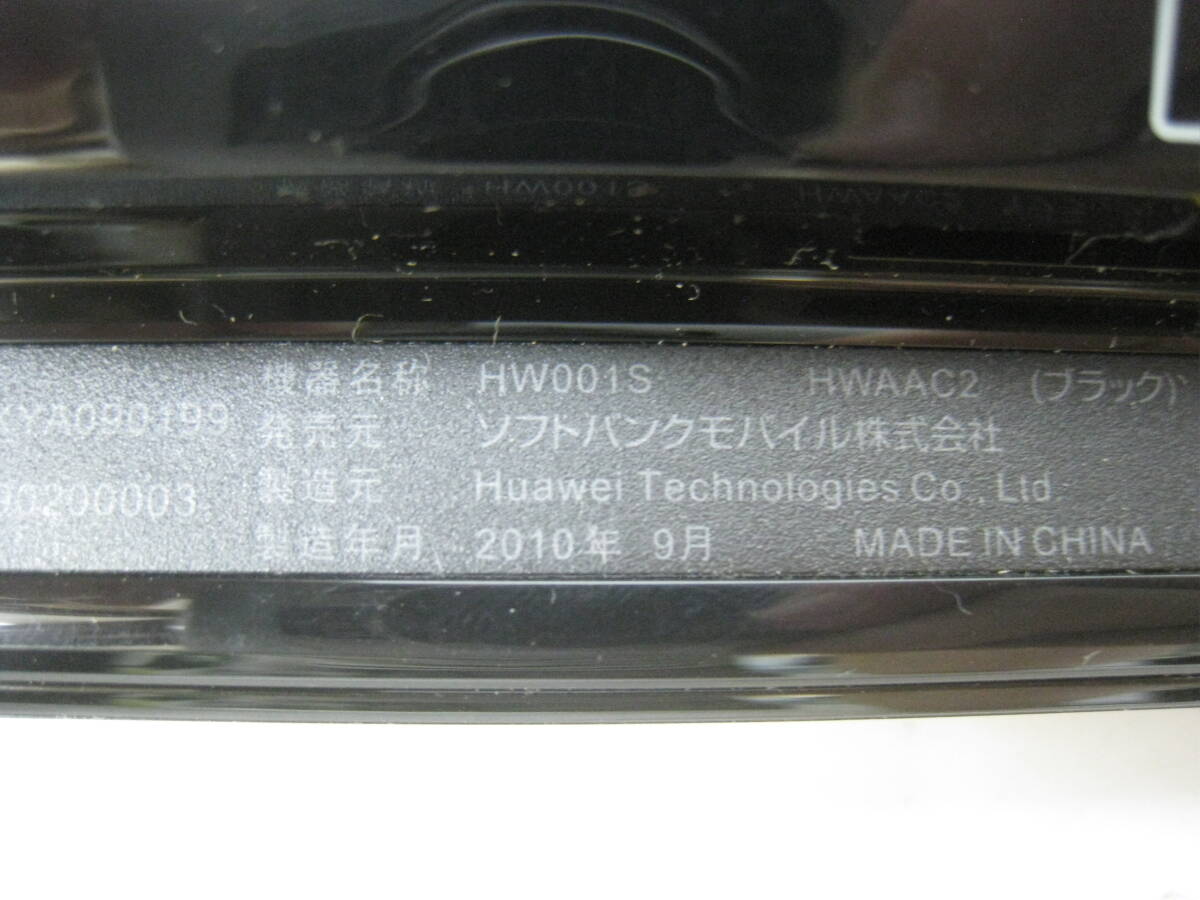 機器名称 HW001S HWAAC2 (ブラック)
YA090199
発売元 ソフトバンクモバイル株式会社
製造元 Huawei Technologies Co., Ltd.
00200003
製造年月 2010年 9月 MADE IN CHINA